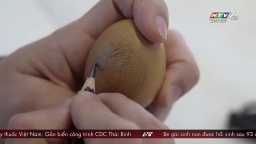 HTV9
y thuốc Việt Nam: Gắn biển công trình CDC Thái Bình
Bé gái sinh non được hồi sinh sau 93